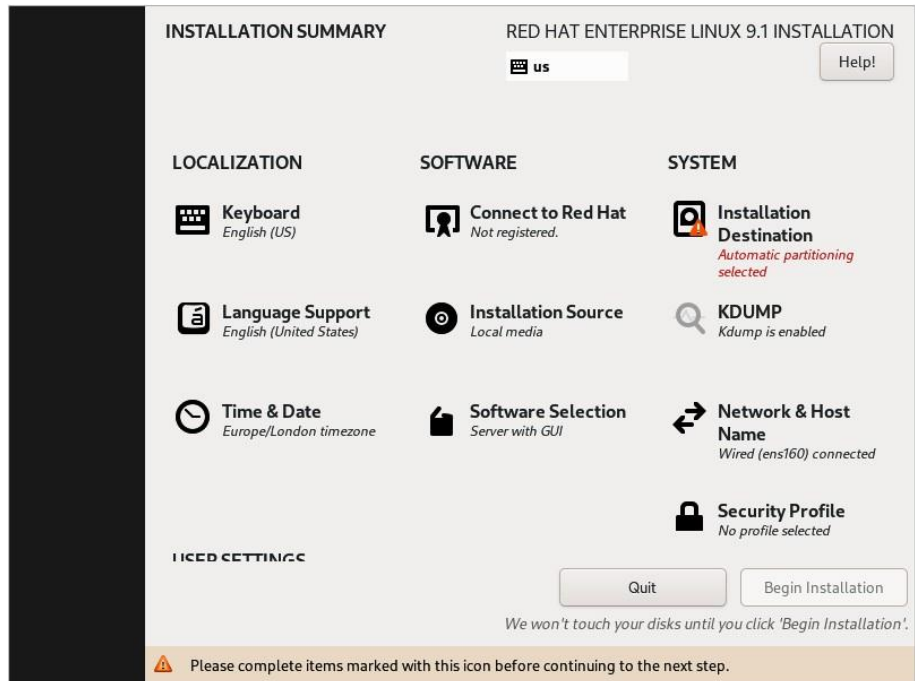 INSTALLATION SUMMARY
RED HAT ENTERPRISE LINUX 9.1 INSTALLATION
us
Help!
LOCALIZATION
Keyboard
English (US)
Language Support
English (United States)
Time & Date
Europe/London timezone
SOFTWARE
Connect to Red Hat
Not registered.
Installation Source
Local media
Software Selection
Server with GUI
SYSTEM
Installation
Destination
Automatic partitioning
selected
KDUMP
Kdump is enabled
Network & Host
Name
Wired (ens160) connected
Security Profile
No profile selected
USER SETTINGS
Quit
Begin Installation
We won't touch your disks until you click 'Begin Installation'.
Please complete items marked with this icon before continuing to the next step.